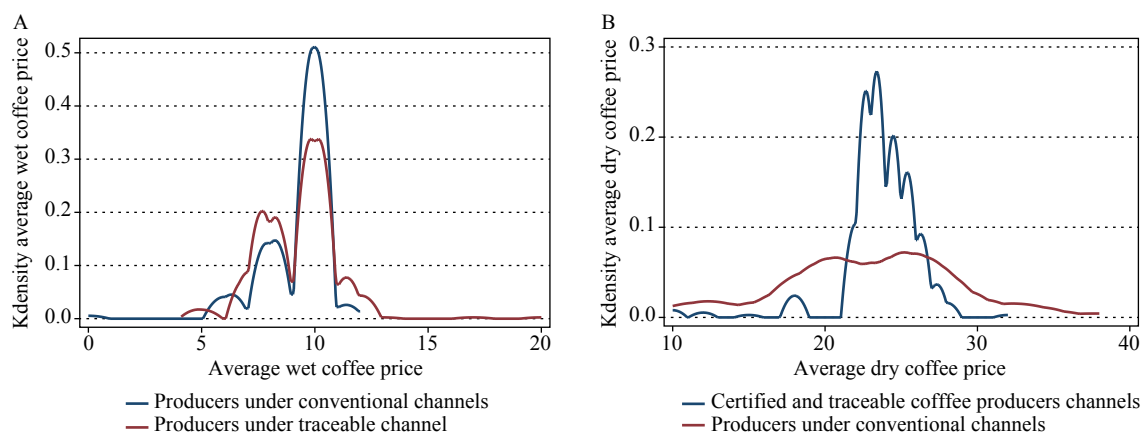 A
Kdensity average wet coffee price
0.5
0.4
0.3
0.2
0.1
0.0
0 5 10 15 20
Average wet coffee price
Producers under conventional channels
Producers under traceable channel
B
Kdensity average dry coffee price
0.3
0.2
0.1
0.0
10 20 30 40
Average dry coffee price
Certified and traceable cofffee producers channels
Producers under conventional channels